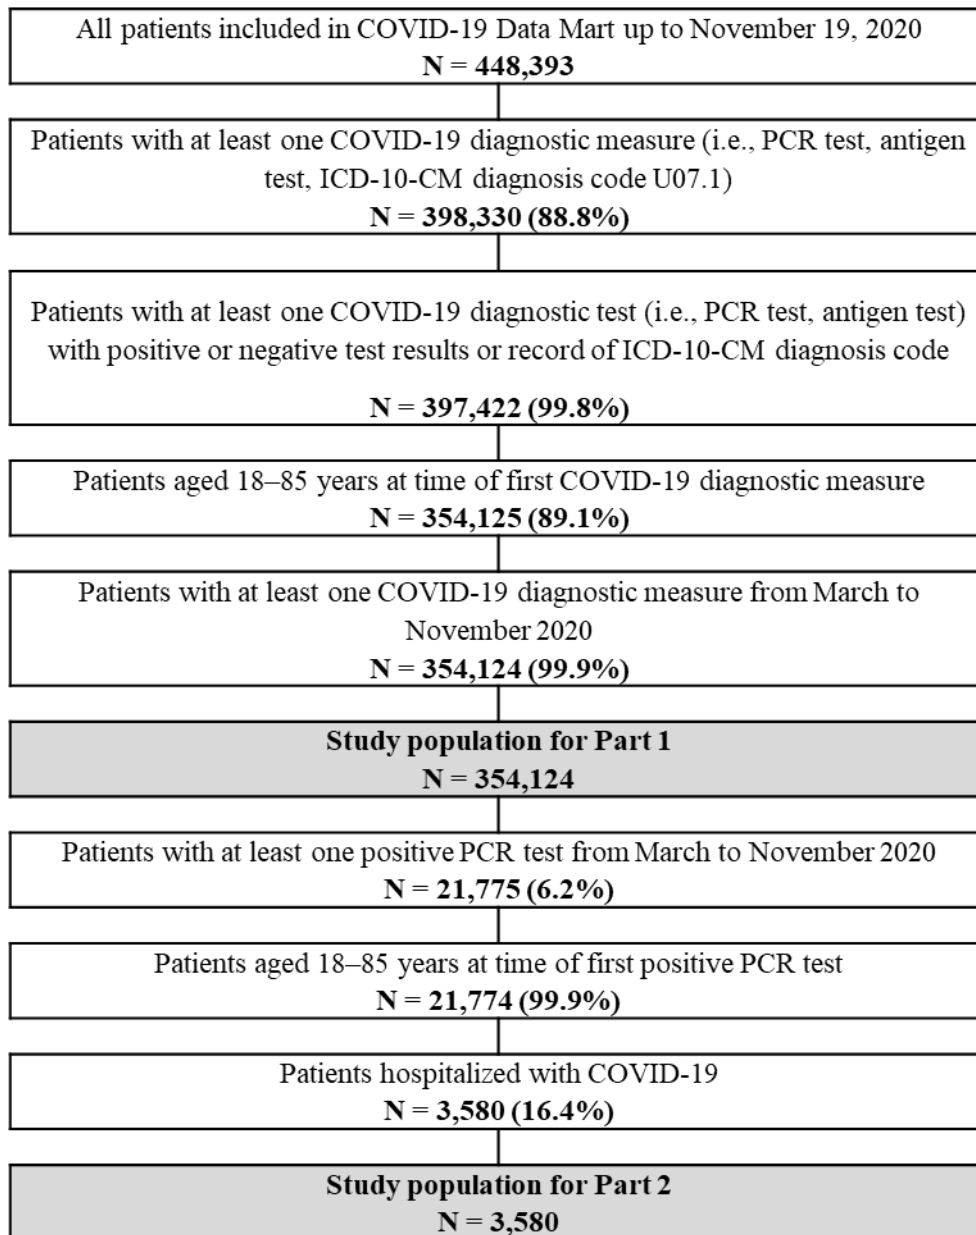 All patients included in COVID-19 Data Mart up to November 19, 2020
N = 448,393
Patients with at least one COVID-19 diagnostic measure (i.e., PCR test, antigen
test, ICD-10-CM diagnosis code U07.1)
N = 398,330 (88.8%)
Patients with at least one COVID-19 diagnostic test (i.e., PCR test, antigen test)
with positive or negative test results or record of ICD-10-CM diagnosis code
N = 397,422 (99.8%)
Patients aged 18–85 years at time of first COVID-19 diagnostic measure
N = 354,125 (89.1%)
Patients with at least one COVID-19 diagnostic measure from March to
November 2020
N = 354,124 (99.9%)
Study population for Part 1
N = 354,124
Patients with at least one positive PCR test from March to November 2020
N = 21,775 (6.2%)
Patients aged 18–85 years at time of first positive PCR test
N = 21,774 (99.9%)
Patients hospitalized with COVID-19
N = 3,580 (16.4%)
Study population for Part 2
N = 3,580